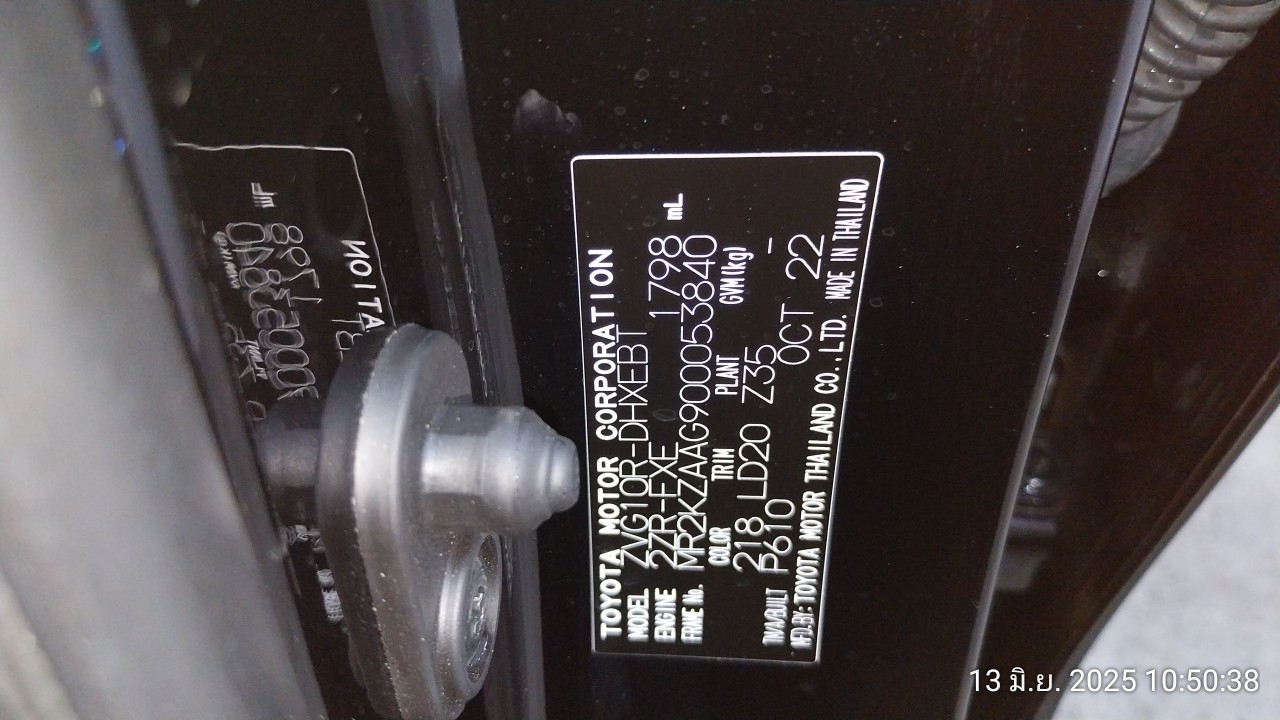 TOYOTA MOTOR CORPORATION
MODEL ZVG10R-DHXEBT
ENGINE 2ZR-FXE 1798 mL
FRAME No. MR2KZAAG900053840
COLOR TRIM PLANT GVM(kg)
218 LD20 Z35 -
TMA/BUILT P610 OCT 22
MFD.BY:TOYOTA MOTOR THAILAND CO.,LTD. MADE IN THAILAND
13 มิ.ย. 2025 10:50:38